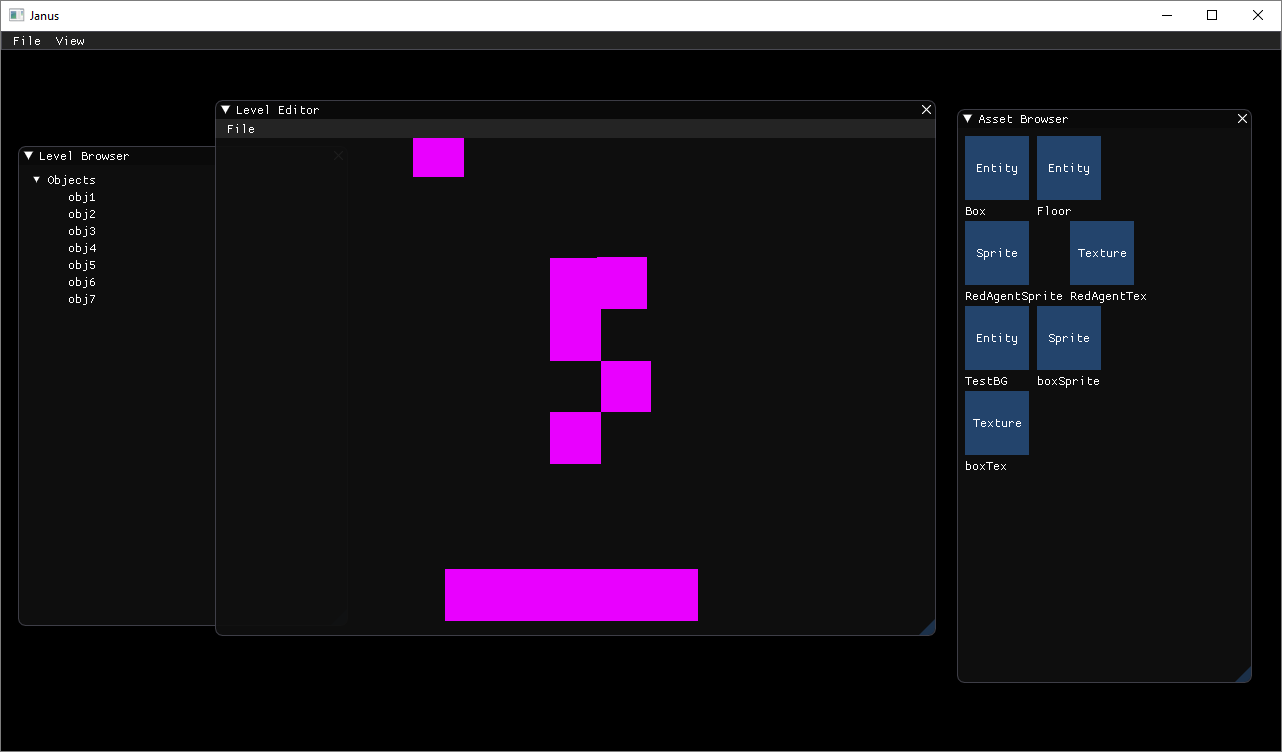 Janus
File View
Level Browser
Objects
obj1
obj2
obj3
obj4
obj5
obj6
obj7
Level Editor
File
Asset Browser
Entity Entity
Box Floor
Sprite Texture
RedAgentSprite RedAgentTex
Entity Sprite
TestBG boxSprite
Texture
boxTex